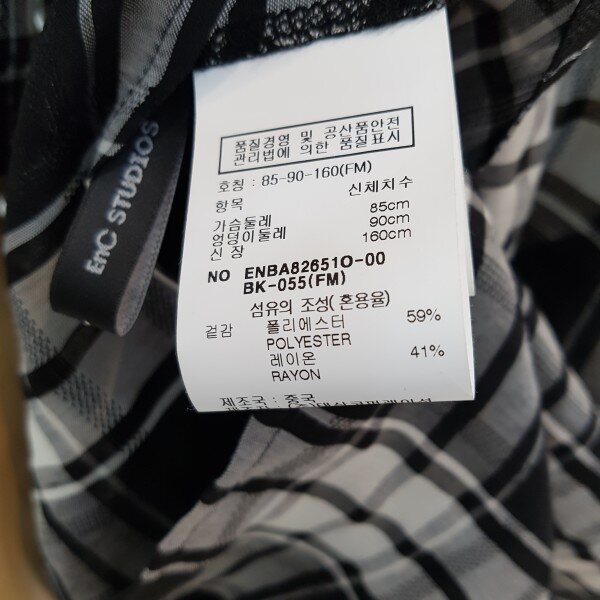 EnC STUDIOS
품질경영 및 공산품안전
관리법에 의한 품질표시
호칭 : 85-90-160(FM)
항목 신체치수
가슴둘레 85cm
엉덩이둘레 90cm
신 장 160cm
NO ENBA82651O-00
BK-055(FM)
섬유의 조성( 혼용율)
겉감 폴리에스터 59%
POLYESTER
레이온 41%
RAYON
제조국 : 중국